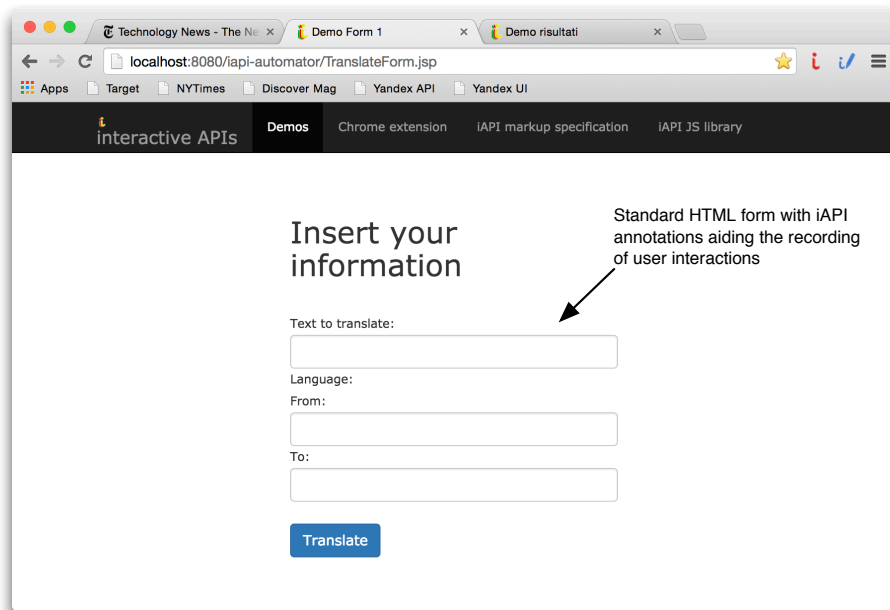 Technology News - The Ne
Demo Form 1
Demo risultati
localhost:8080/iapi-automator/TranslateForm.jsp
Apps Target NYTimes Discover Mag Yandex API Yandex UI
interactive APIs Demos Chrome extension iAPI markup specification iAPI JS library
Insert your
information
Standard HTML form with iAPI
annotations aiding the recording
of user interactions
Text to translate:
Language:
From:
To:
Translate